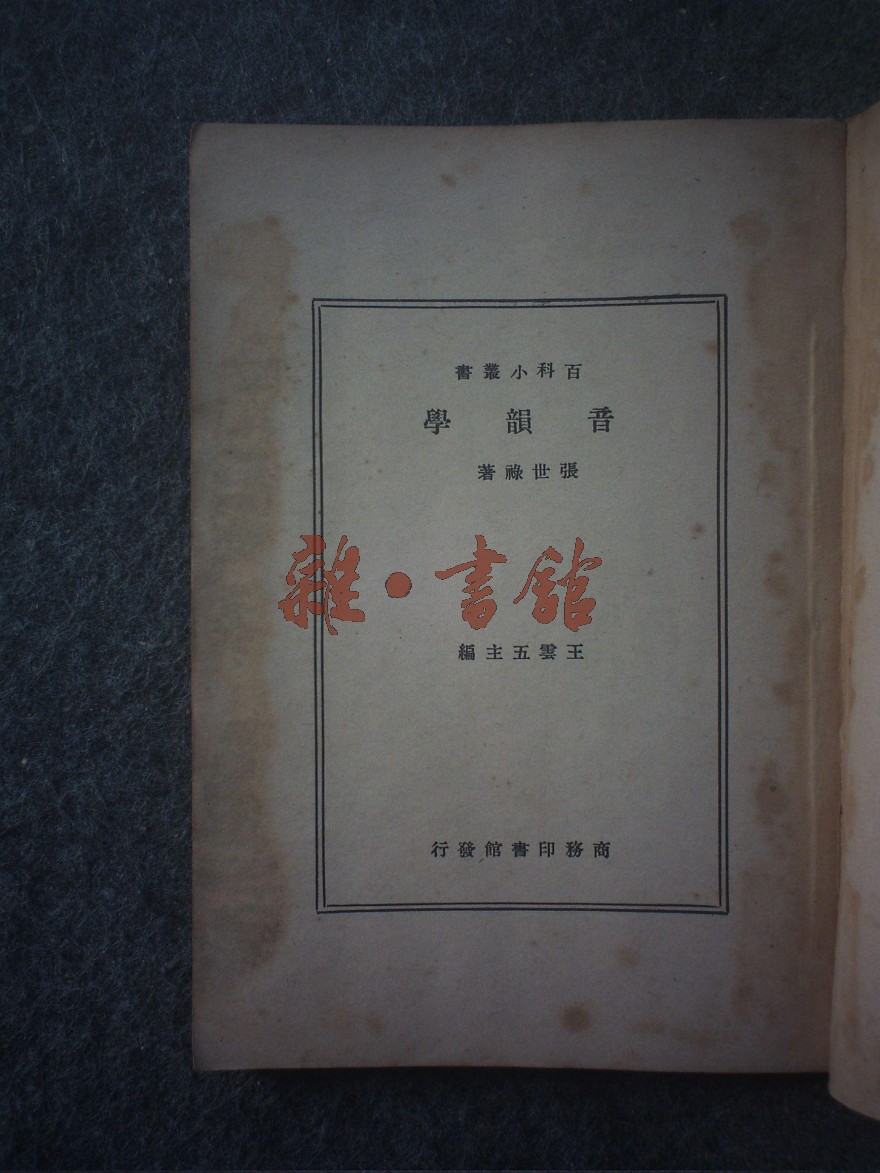 百科小叢書
音韻學
張世祿著
雜·書館
王雲五主編
商務印書館發行